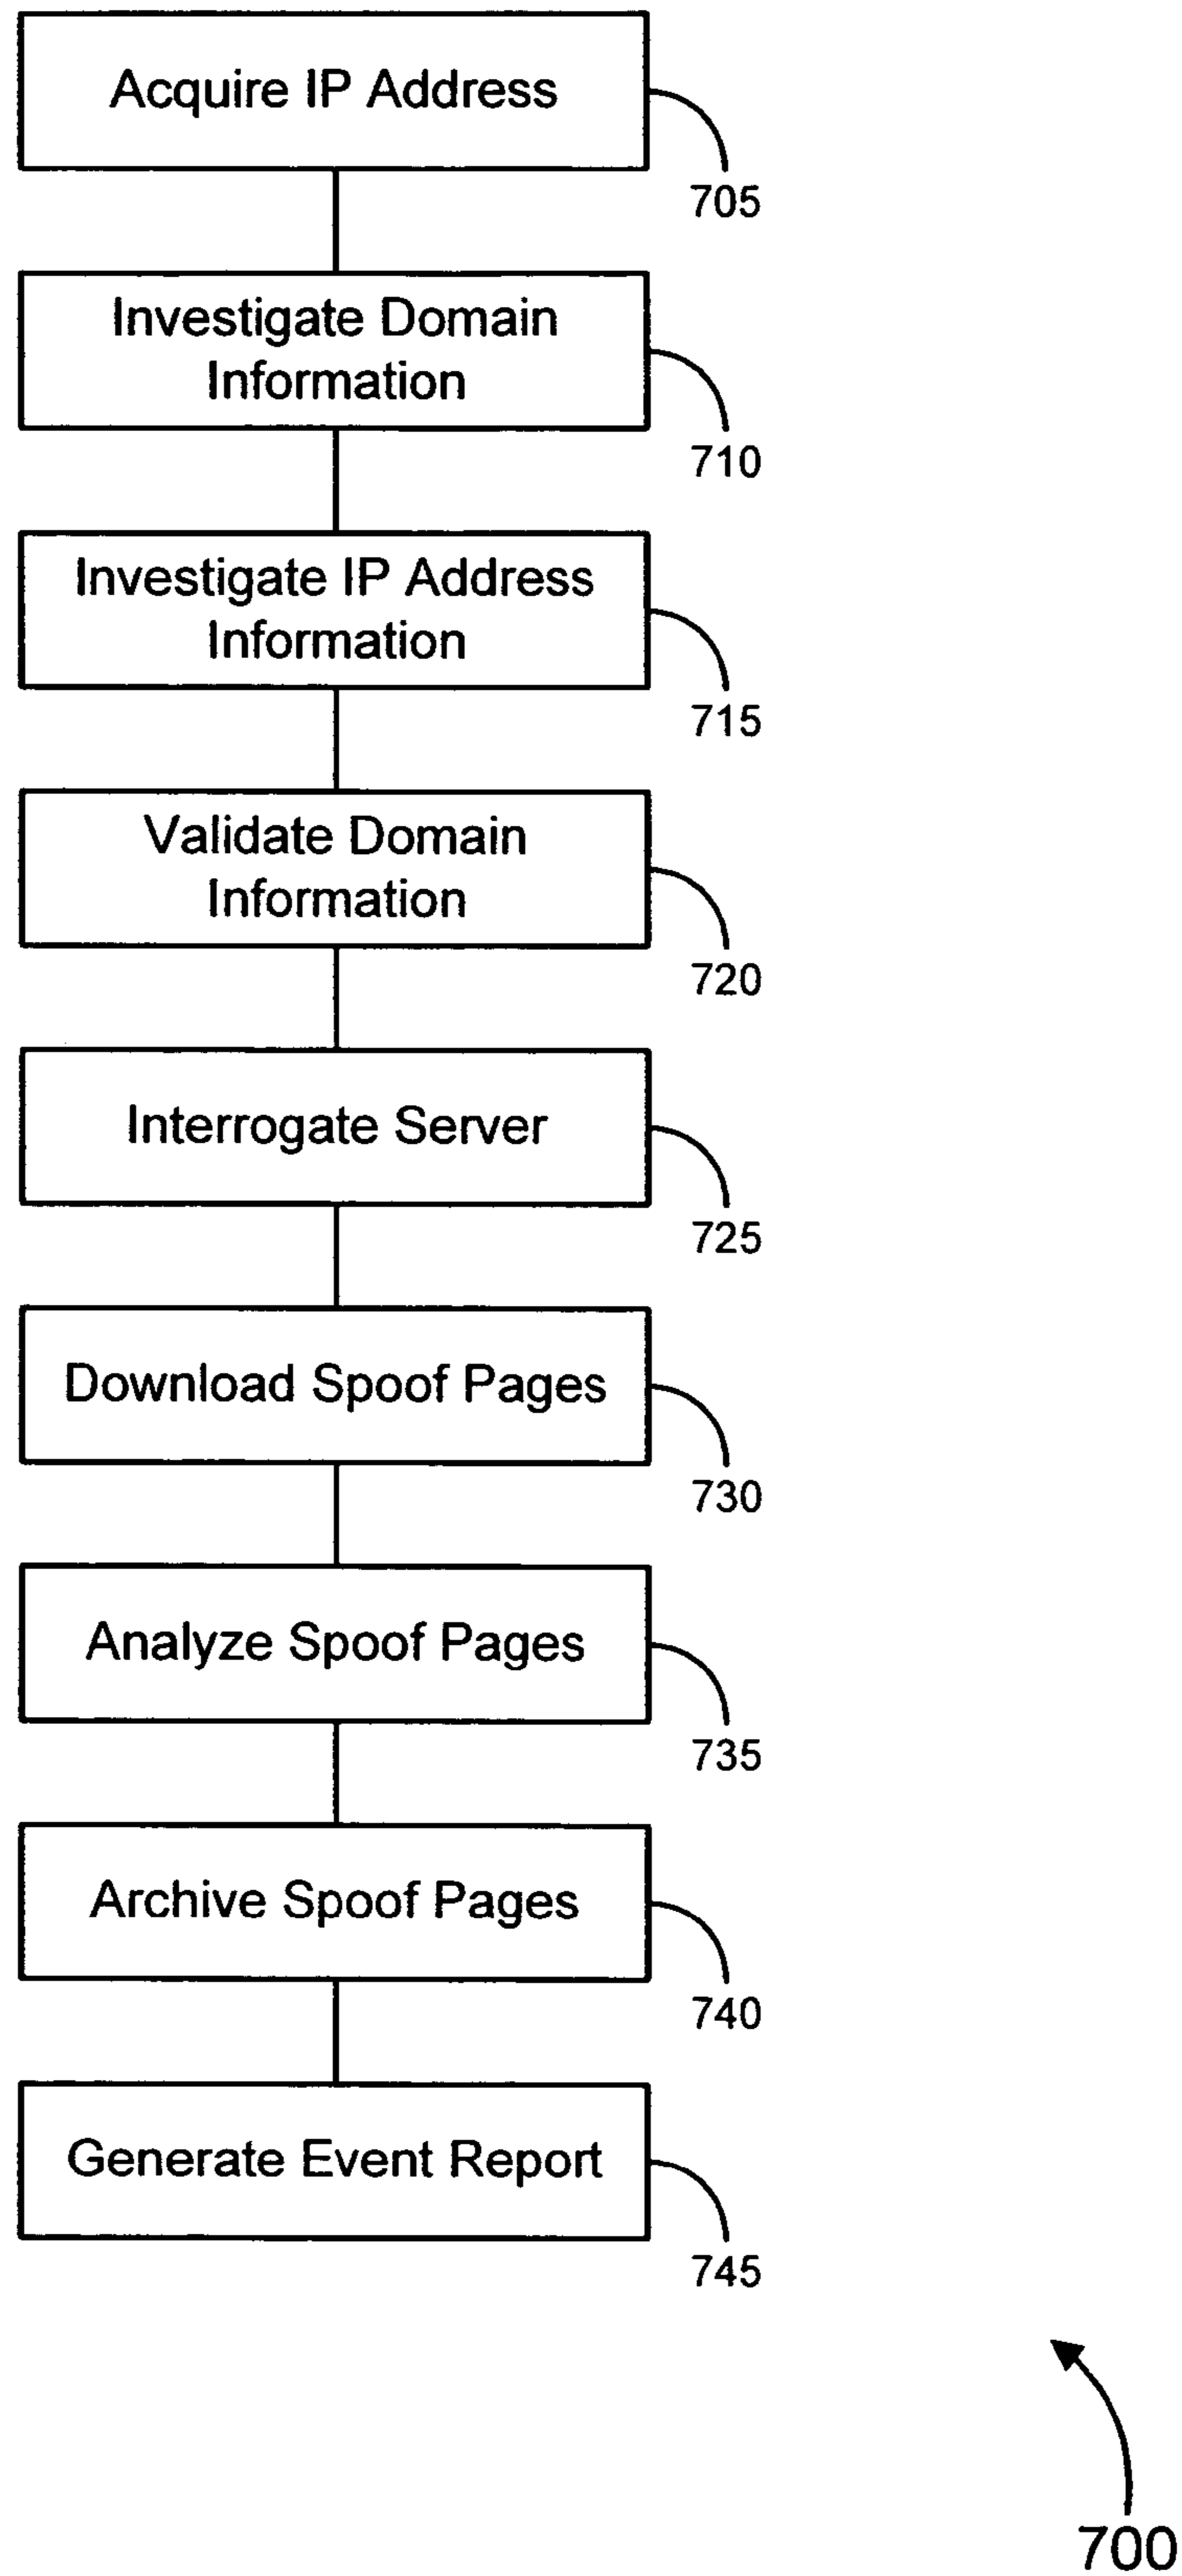 Acquire IP Address
705
Investigate Domain
Information
710
Investigate IP Address
Information
715
Validate Domain
Information
720
Interrogate Server
725
Download Spoof Pages
730
Analyze Spoof Pages
735
Archive Spoof Pages
740
Generate Event Report
745
700